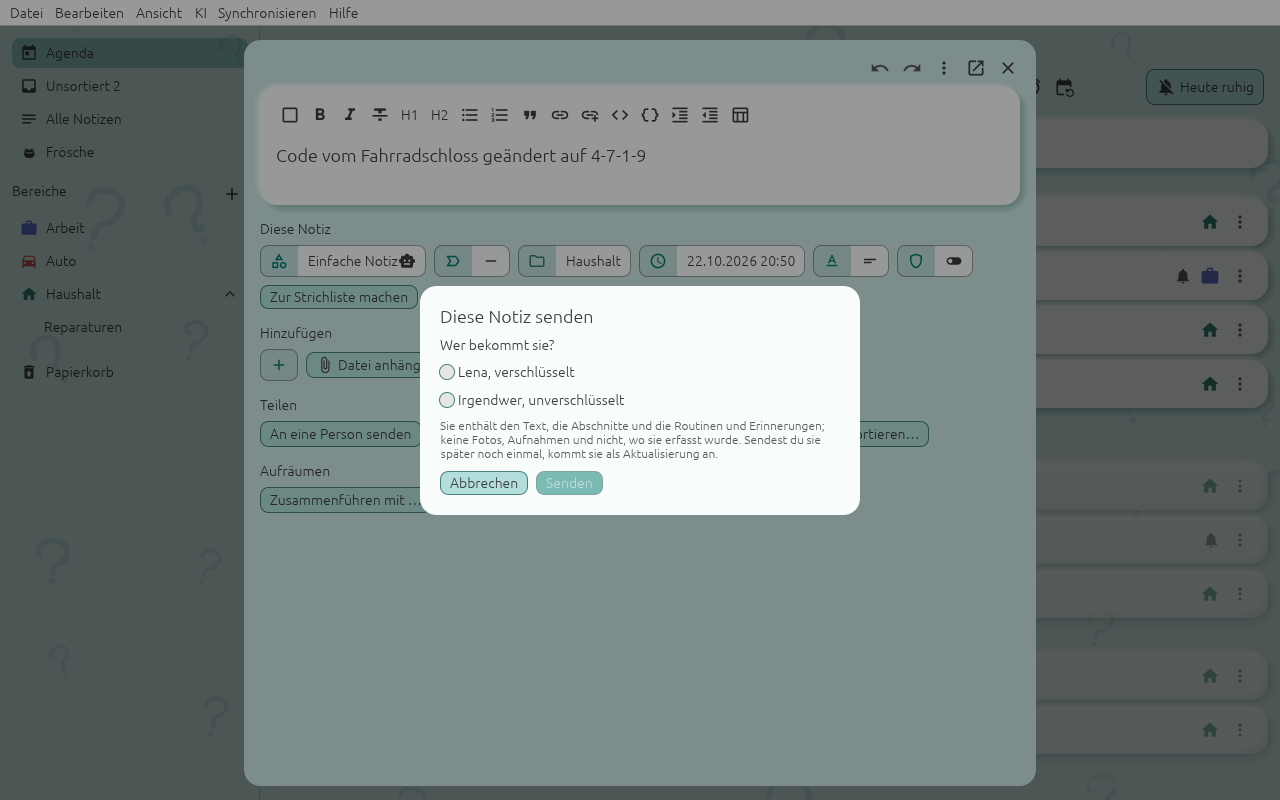 Datei Bearbeiten Ansicht KI Synchronisieren Hilfe
Agenda
Unsortiert 2
Alle Notizen
Frösche
Bereiche
Arbeit
Auto
Haushalt
Reparaturen
Papierkorb
Heute ruhig
H1 H2
Code vom Fahrradschloss geändert auf 4-7-1-9
Diese Notiz
Einfache Notiz
Haushalt
22.10.2026 20:50
Zur Strichliste machen
Hinzufügen
Datei anhäng
Teilen
An eine Person senden
ortieren…
Aufräumen
Zusammenführen mit …
Diese Notiz senden
Wer bekommt sie?
Lena, verschlüsselt
Irgendwer, unverschlüsselt
Sie enthält den Text, die Abschnitte und die Routinen und Erinnerungen;
keine Fotos, Aufnahmen und nicht, wo sie erfasst wurde. Sendest du sie
später noch einmal, kommt sie als Aktualisierung an.
Abbrechen Senden